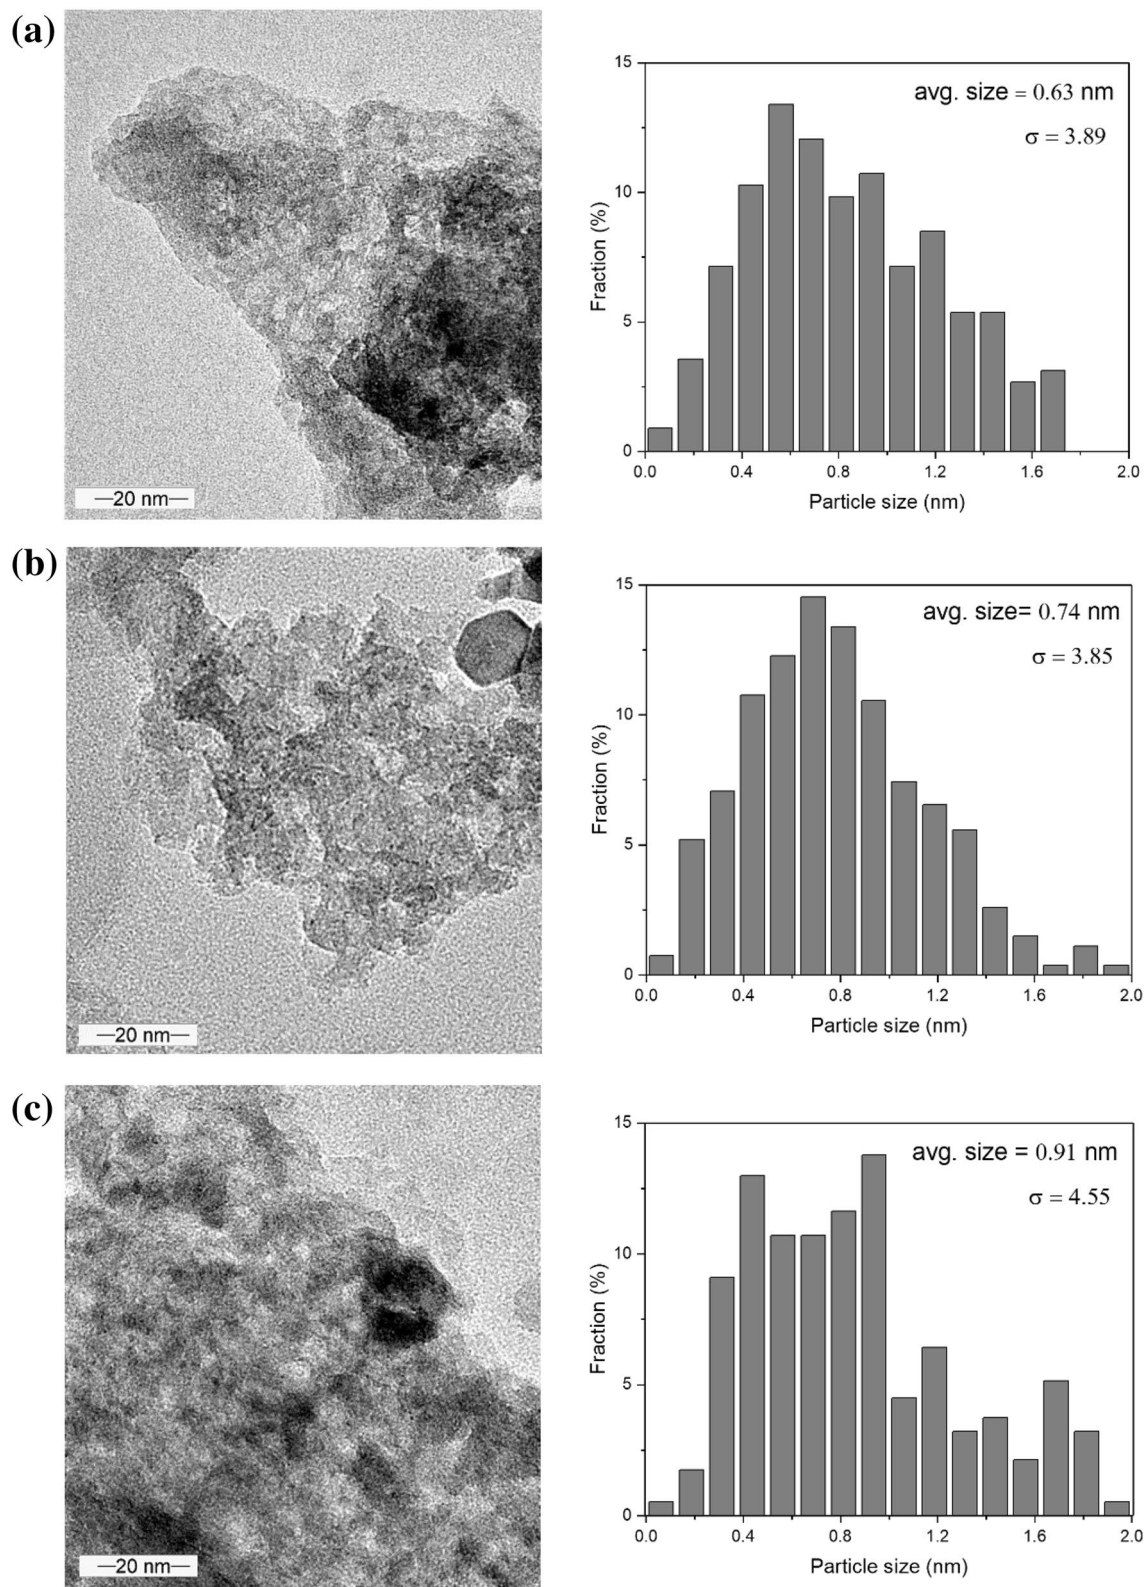 (a)
—20 nm—
15
10
5
0
Fraction (%)
avg. size = 0.63 nm
σ = 3.89
0.0 0.4 0.8 1.2 1.6 2.0
Particle size (nm)
(b)
—20 nm—
15
10
5
0
Fraction (%)
avg. size= 0.74 nm
σ = 3.85
0.0 0.4 0.8 1.2 1.6 2.0
Particle size (nm)
(c)
—20 nm—
15
10
5
0
Fraction (%)
avg. size = 0.91 nm
σ = 4.55
0.0 0.4 0.8 1.2 1.6 2.0
Particle size (nm)